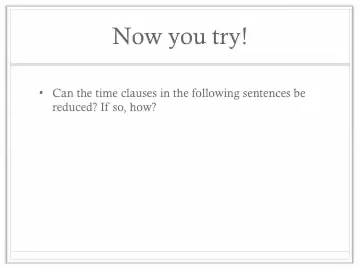 Now you try!
• Can the time clauses in the following sentences be
reduced? If so, how?